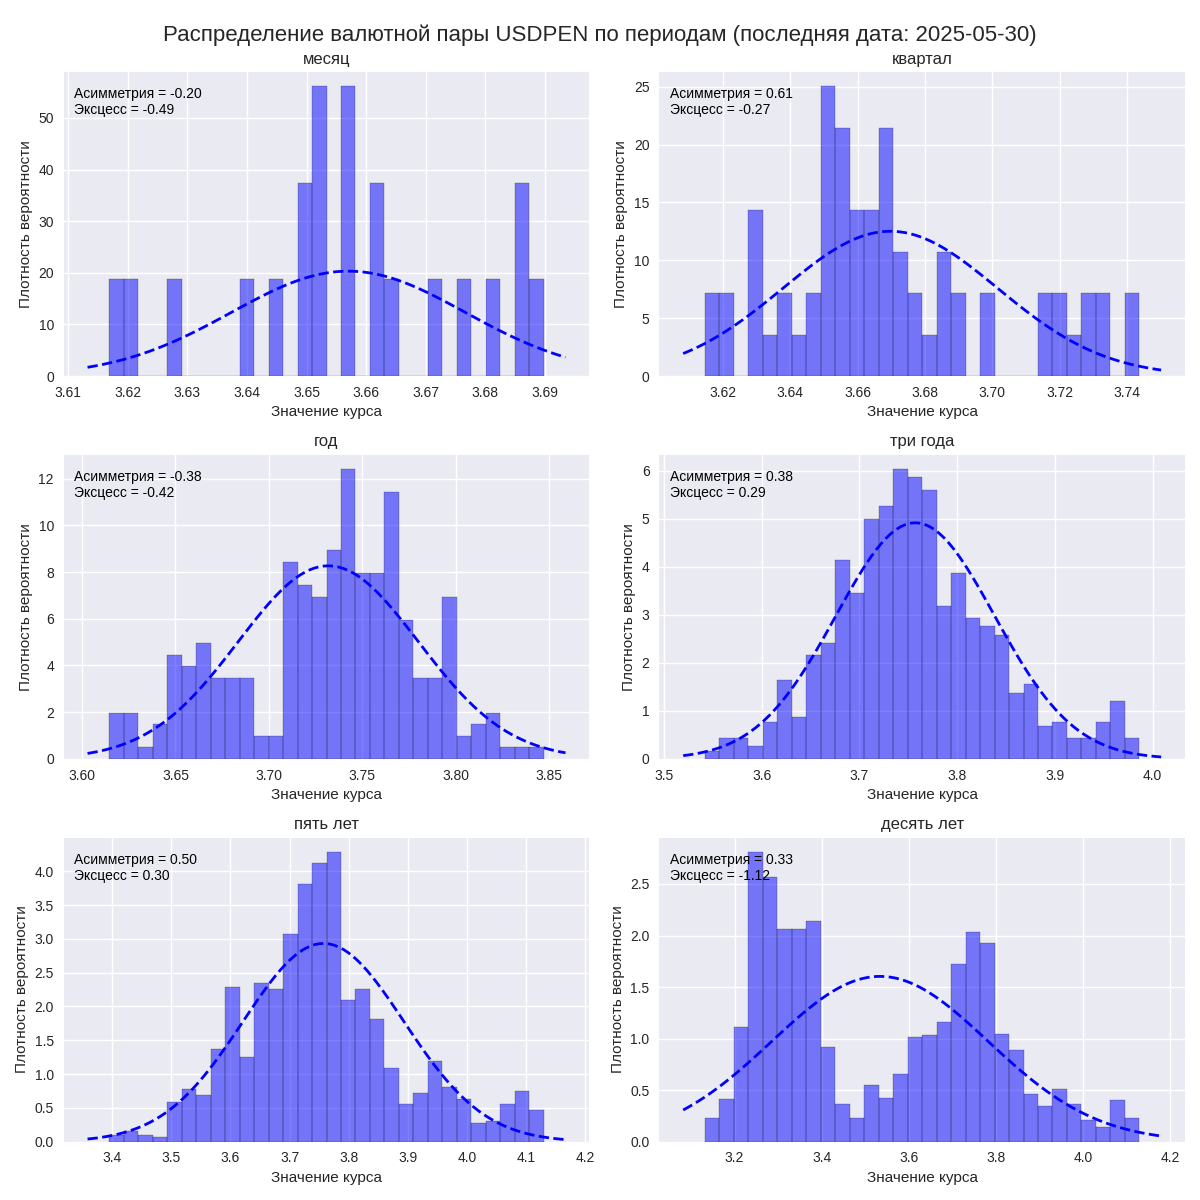 Распределение валютной пары USDPEN по периодам (последняя дата: 2025-05-30)
месяц
Асимметрия = -0.20
Эксцесс = -0.49
Плотность вероятности
50
40
30
20
10
0
3.61 3.62 3.63 3.64 3.65 3.66 3.67 3.68 3.69
Значение курса
квартал
Асимметрия = 0.61
Эксцесс = -0.27
Плотность вероятности
25
20
15
10
5
0
3.62 3.64 3.66 3.68 3.70 3.72 3.74
Значение курса
год
Асимметрия = -0.38
Эксцесс = -0.42
Плотность вероятности
12
10
8
6
4
2
0
3.60 3.65 3.70 3.75 3.80 3.85
Значение курса
три года
Асимметрия = 0.38
Эксцесс = 0.29
Плотность вероятности
6
5
4
3
2
1
0
3.5 3.6 3.7 3.8 3.9 4.0
Значение курса
пять лет
Асимметрия = 0.50
Эксцесс = 0.30
Плотность вероятности
4.0
3.5
3.0
2.5
2.0
1.5
1.0
0.5
0.0
3.4 3.5 3.6 3.7 3.8 3.9 4.0 4.1 4.2
Значение курса
десять лет
Асимметрия = 0.33
Эксцесс = -1.12
Плотность вероятности
2.5
2.0
1.5
1.0
0.5
0.0
3.2 3.4 3.6 3.8 4.0 4.2
Значение курса